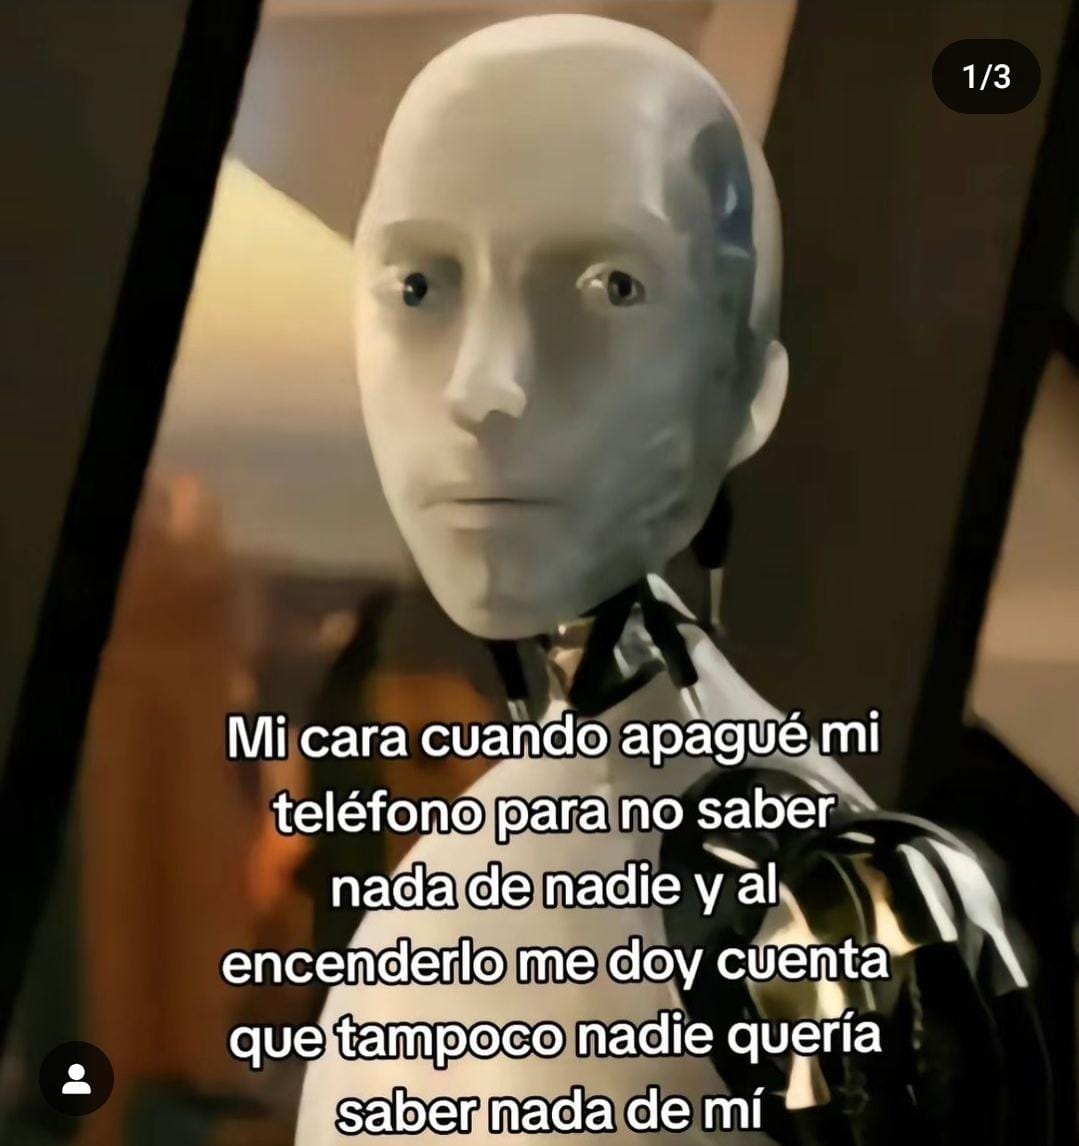 1/3
Mi cara cuando apagué mi
teléfono para no saber
nada de nadie y al
encenderlo me doy cuenta
que tampoco nadie quería
saber nada de mí